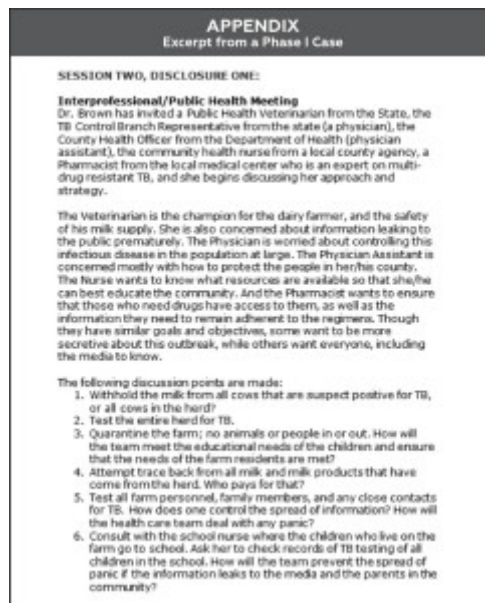 APPENDIX
Excerpt from a Phase I Case
SESSION TWO, DISCLOSURE ONE:
Interprofessional/Public Health Meeting
Dr. Brown has invited a Public Health Veterinarian from the State, the
TB Control Branch Representative from the state (a physician), the
County Health Officer from the Department of Health (physician
assistant), the community health nurse from a local county agency, a
Pharmacist from the local medical center who is an expert on multi-
drug resistant TB, and she begins discussing her approach and
strategy.
The Veterinarian is the champion for the dairy farmer, and the safety
of his milk supply. She is also concerned about information leaking to
the public prematurely. The Physician is worried about controlling this
infectious disease in the population at large. The Physician Assistant is
concerned mostly with how to protect the people in her/his county.
The Nurse wants to know what resources are available so that she/he
can best educate the community. And the Pharmacist wants to ensure
that those who need drugs have access to them, as well as the
information they need to remain adherent to the regimens. Though
they have similar goals and objectives, some want to be more
secretive about this outbreak, while others want everyone, including
the media to know.
The following discussion points are made:
1. Withhold the milk from all cows that are suspect positive for TB,
or all cows in the herd?
2. Test the entire herd for TB.
3. Quarantine the farm; no animals or people in or out. How will
the team meet the educational needs of the children and ensure
that the needs of the farm residents are met?
4. Attempt trace back from all milk and milk products that have
come from the herd. Who pays for that?
5. Test all farm personnel, family members, and any close contacts
for TB. How does one control the spread of information? How will
the health care team deal with any panic?
6. Consult with the school nurse where the children who live on the
farm go to school. Ask her to check records of TB testing of all
children in the school. How will the team prevent the spread of
panic if the information leaks to the media and the parents in the
community?